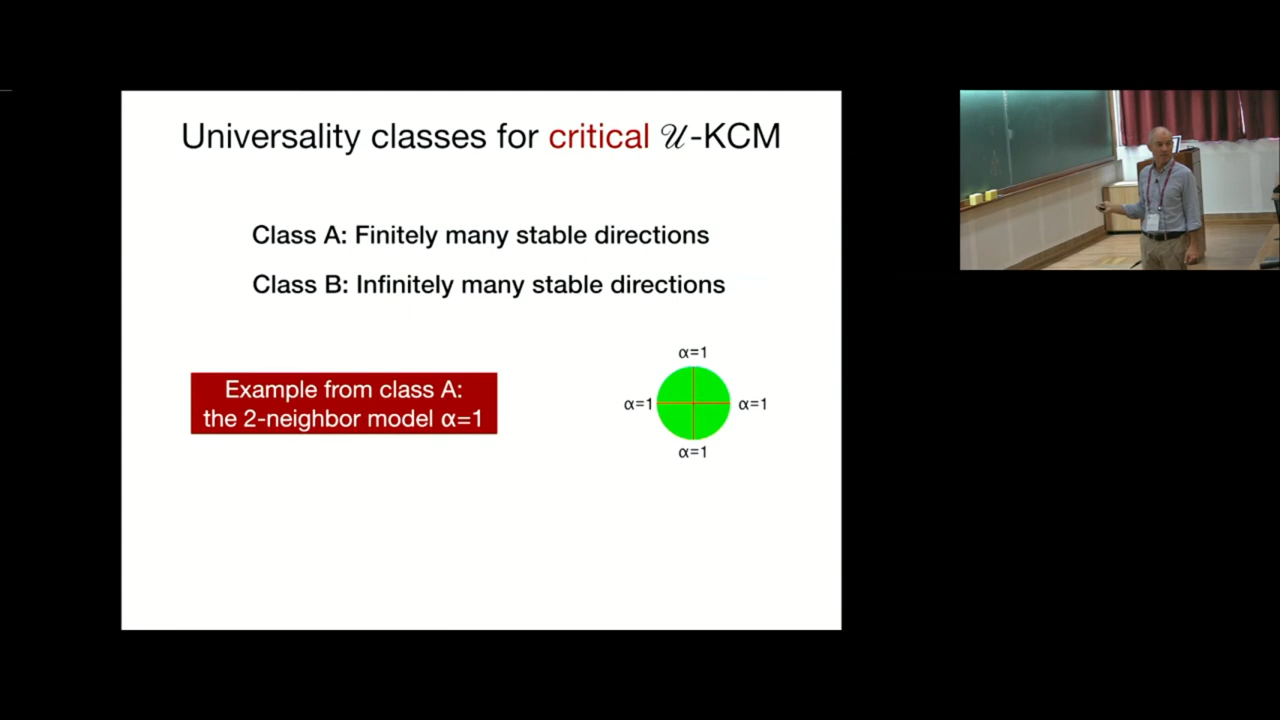 Universality classes for critical 𝒰-KCM
Class A: Finitely many stable directions
Class B: Infinitely many stable directions
Example from class A:
the 2-neighbor model α=1
α=1
α=1
α=1
α=1